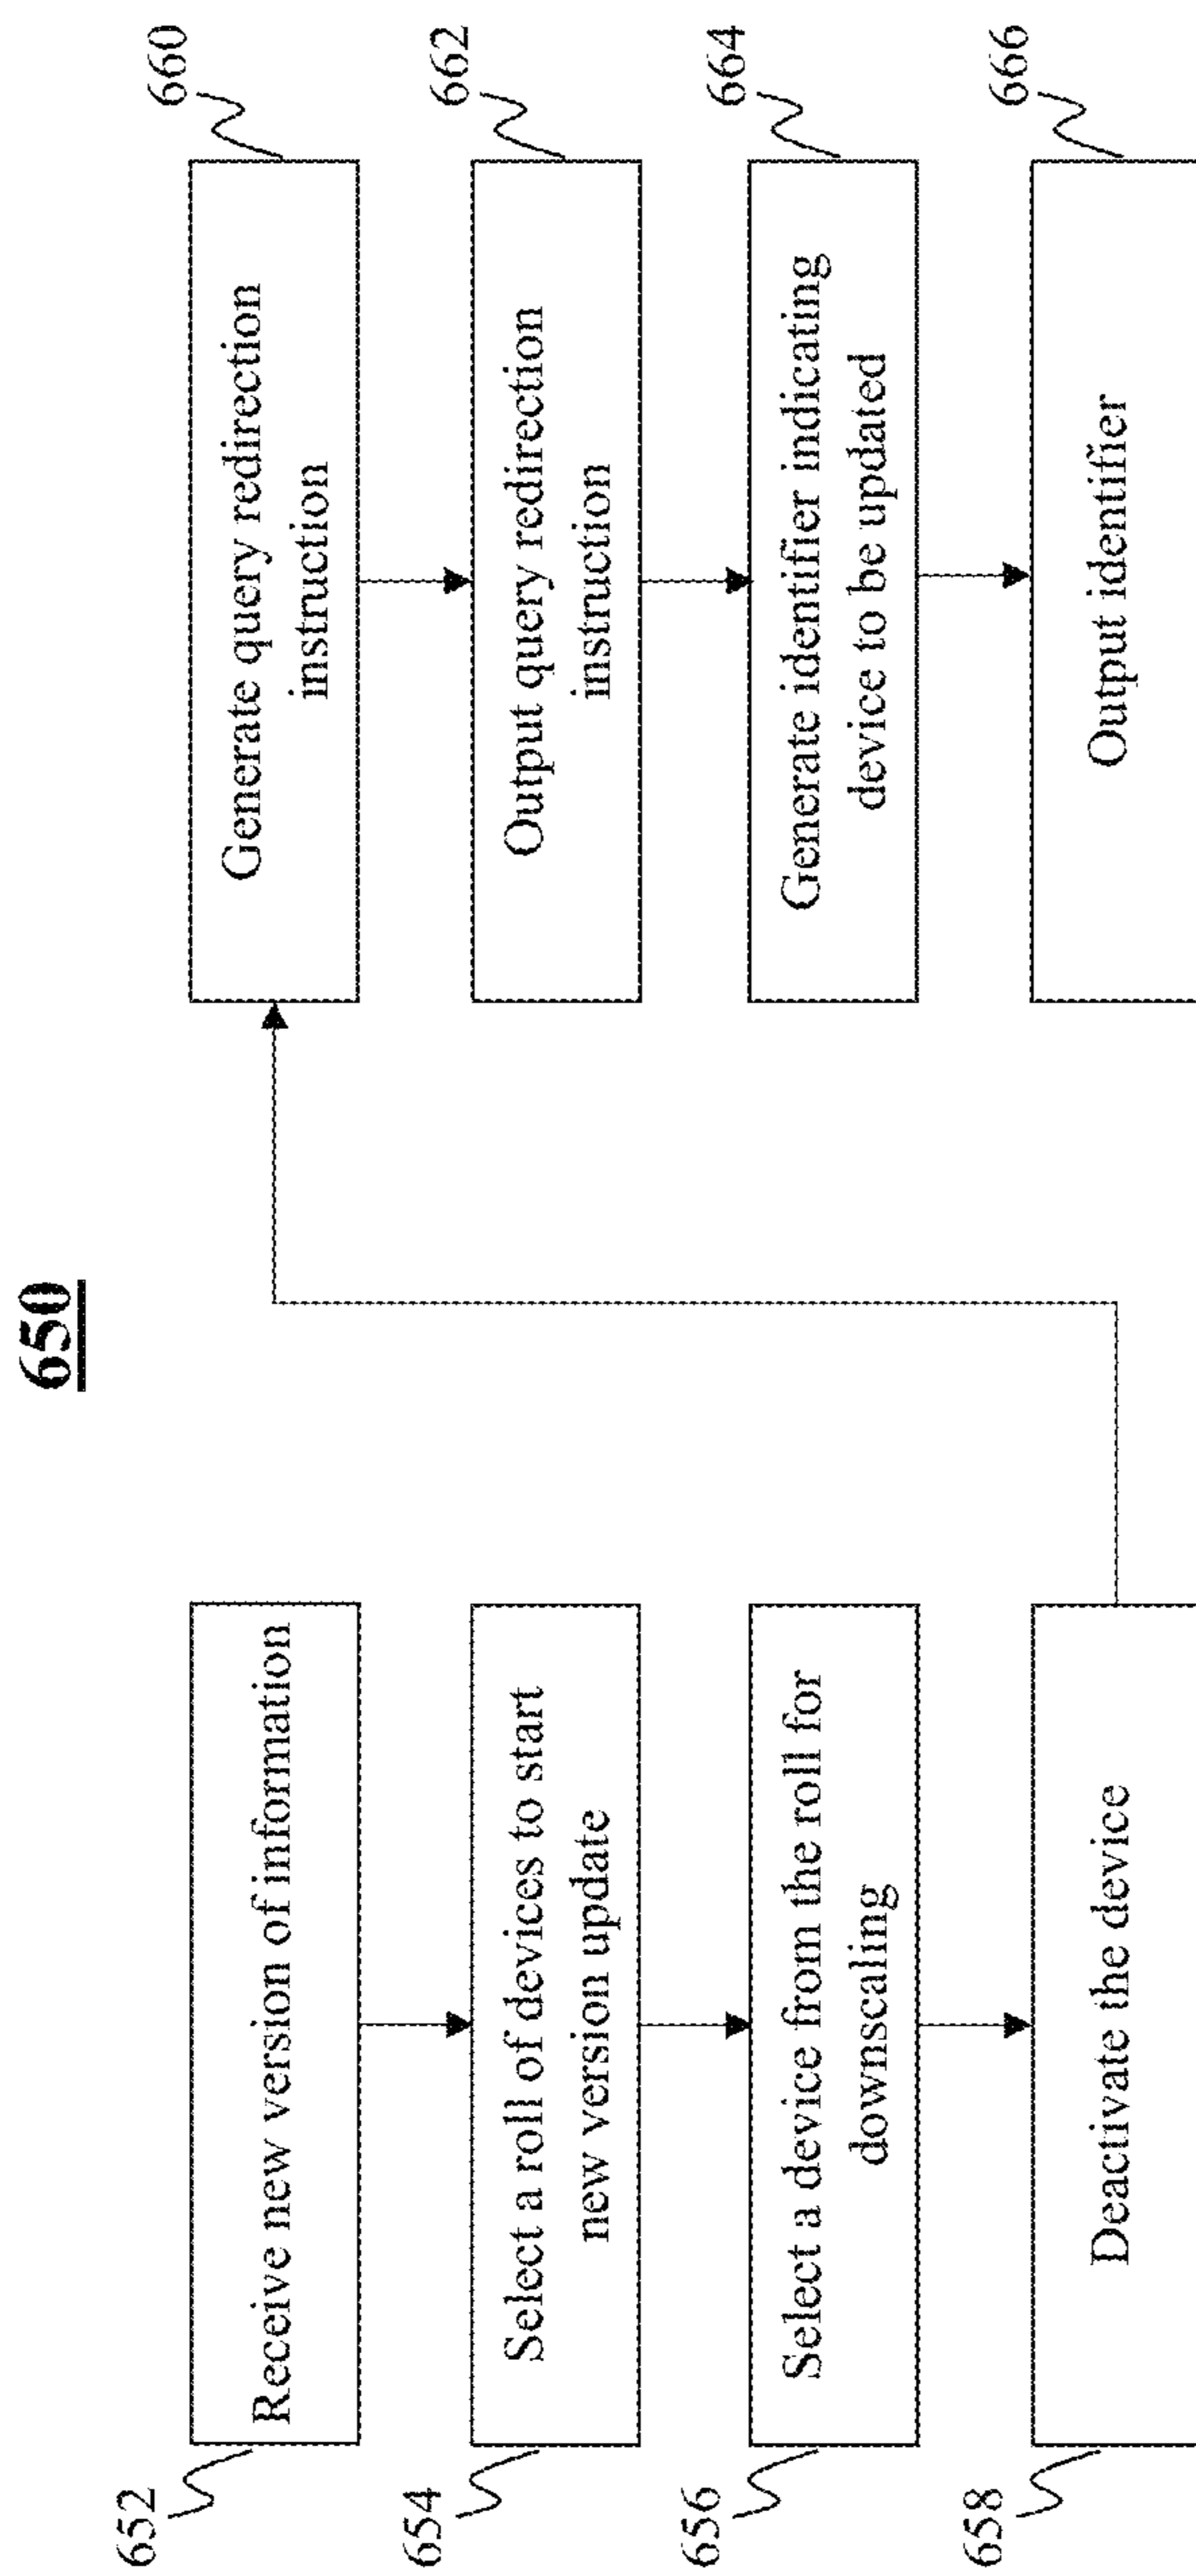 650
652
Receive new version of information
654
Select a roll of devices to start
new version update
656
Select a device from the roll for
downscaling
658
Deactivate the device
660
Generate query redirection
instruction
662
Output query redirection
instruction
664
Generate identifier indicating
device to be updated
666
Output identifier